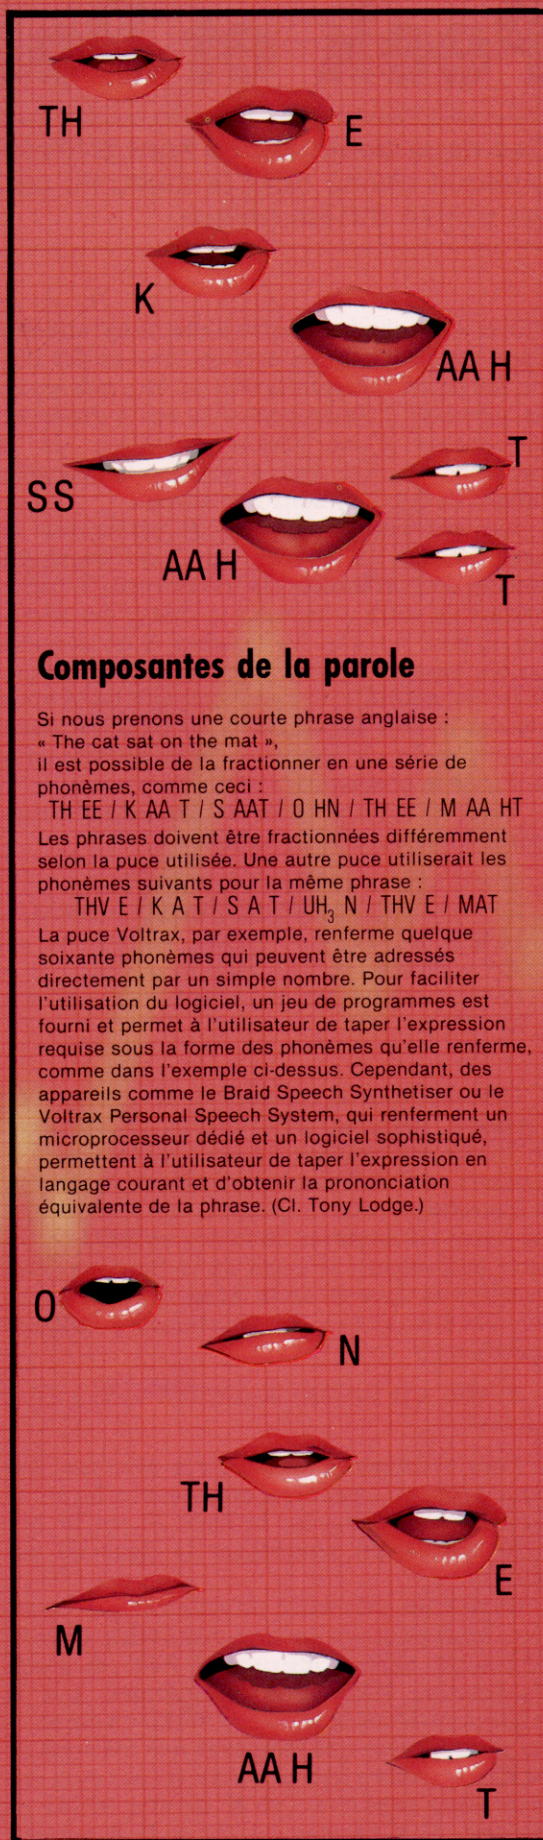 TH
E
K
AA H
SS
AA H
T
T
Composantes de la parole
Si nous prenons une courte phrase anglaise :
« The cat sat on the mat »,
il est possible de la fractionner en une série de
phonèmes, comme ceci :
TH EE / K AA T / S AAT / O HN / TH EE / M AA HT
Les phrases doivent être fractionnées différemment
selon la puce utilisée. Une autre puce utiliserait les
phonèmes suivants pour la même phrase :
THV E / K A T / S A T / UH₃ N / THV E / MAT
La puce Voltrax, par exemple, renferme quelque
soixante phonèmes qui peuvent être adressés
directement par un simple nombre. Pour faciliter
l'utilisation du logiciel, un jeu de programmes est
fourni et permet à l'utilisateur de taper l'expression
requise sous la forme des phonèmes qu'elle renferme,
comme dans l'exemple ci-dessus. Cependant, des
appareils comme le Braid Speech Synthetiser ou le
Voltrax Personal Speech System, qui renferment un
microprocesseur dédié et un logiciel sophistiqué,
permettent à l'utilisateur de taper l'expression en
langage courant et d'obtenir la prononciation
équivalente de la phrase. (Cl. Tony Lodge.)
O
N
TH
E
M
AA H
T